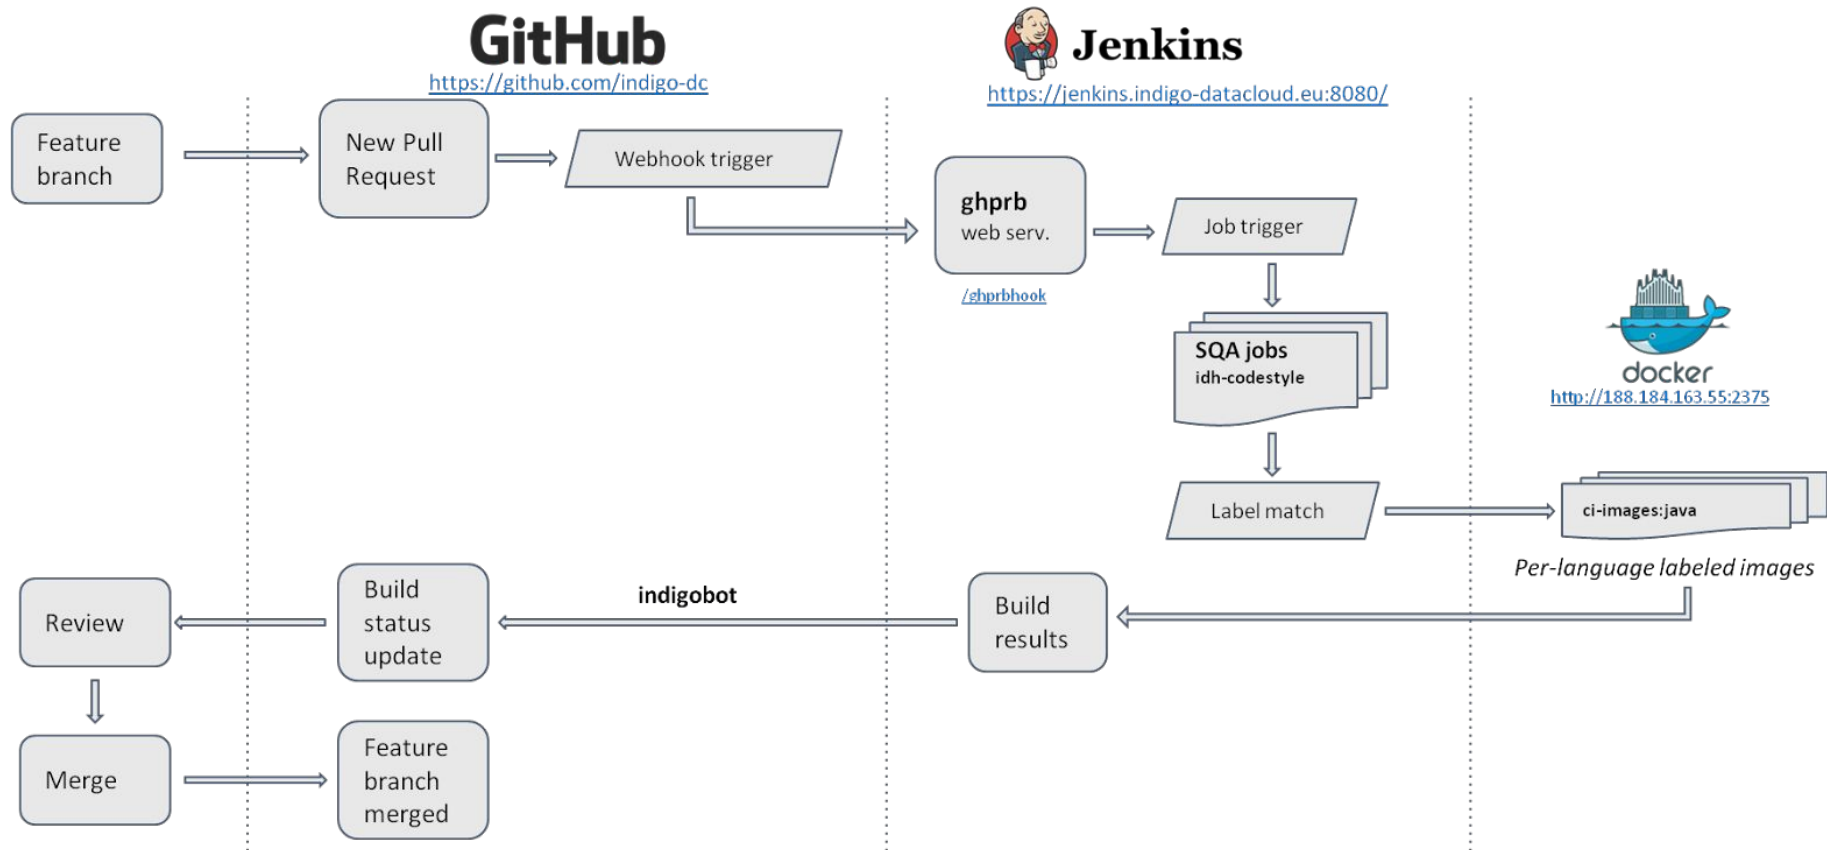 GitHub
https://github.com/indigo-dc
Jenkins
https://jenkins.indigo-datacloud.eu:8080/
Feature
branch
New Pull
Request
Webhook trigger
ghprb
web serv.
/ghprbhook
Job trigger
SQA jobs
idh-codestyle
docker
http://188.184.163.55:2375
Label match
ci-images:java
Per-language labeled images
Build
results
indigobot
Build
status
update
Review
Merge
Feature
branch
merged